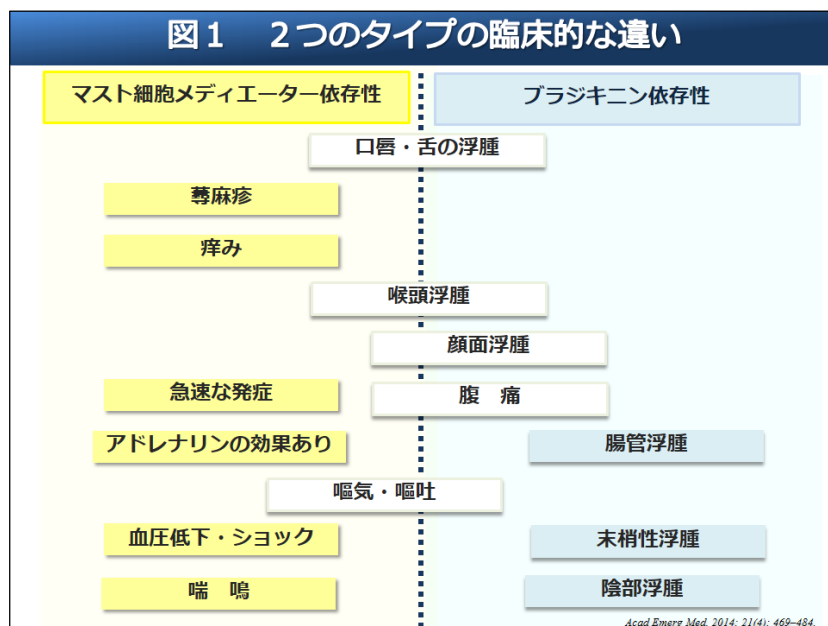 図１　２つのタイプの臨床的な違い
マスト細胞メディエーター依存性
ブラジキニン依存性
口唇・舌の浮腫
蕁麻疹
痒み
喉頭浮腫
顔面浮腫
急速な発症
腹　痛
アドレナリンの効果あり
腸管浮腫
嘔気・嘔吐
血圧低下・ショック
末梢性浮腫
喘　鳴
陰部浮腫
Acad Emerg Med. 2014; 21(4): 469–484.